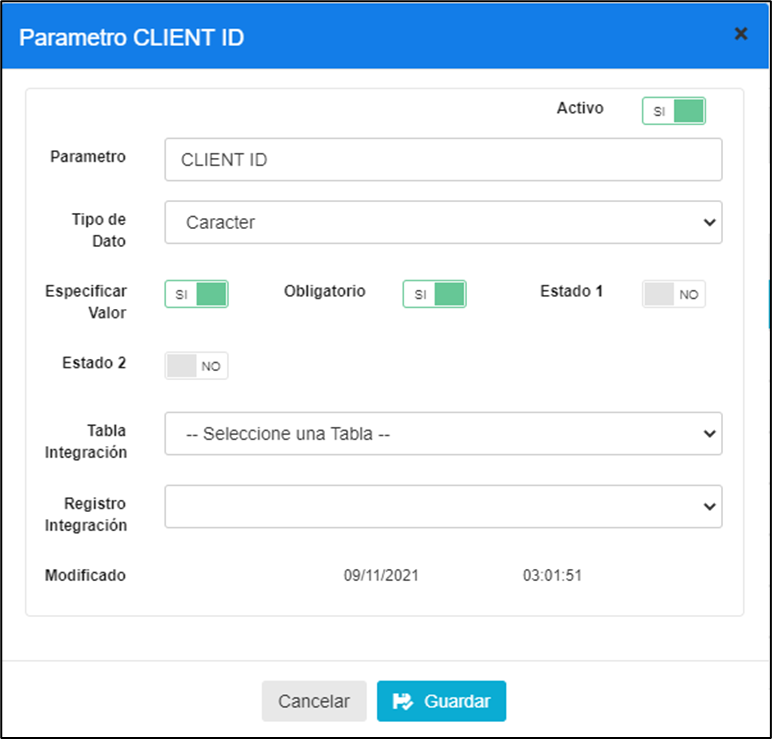 Parametro CLIENT ID
Activo SI
Parametro CLIENT ID
Tipo de
Dato
Caracter
Especificar
Valor
SI Obligatorio SI Estado 1 NO
Estado 2 NO
Tabla
Integración
-- Seleccione una Tabla --
Registro
Integración
Modificado 09/11/2021 03:01:51
Cancelar Guardar